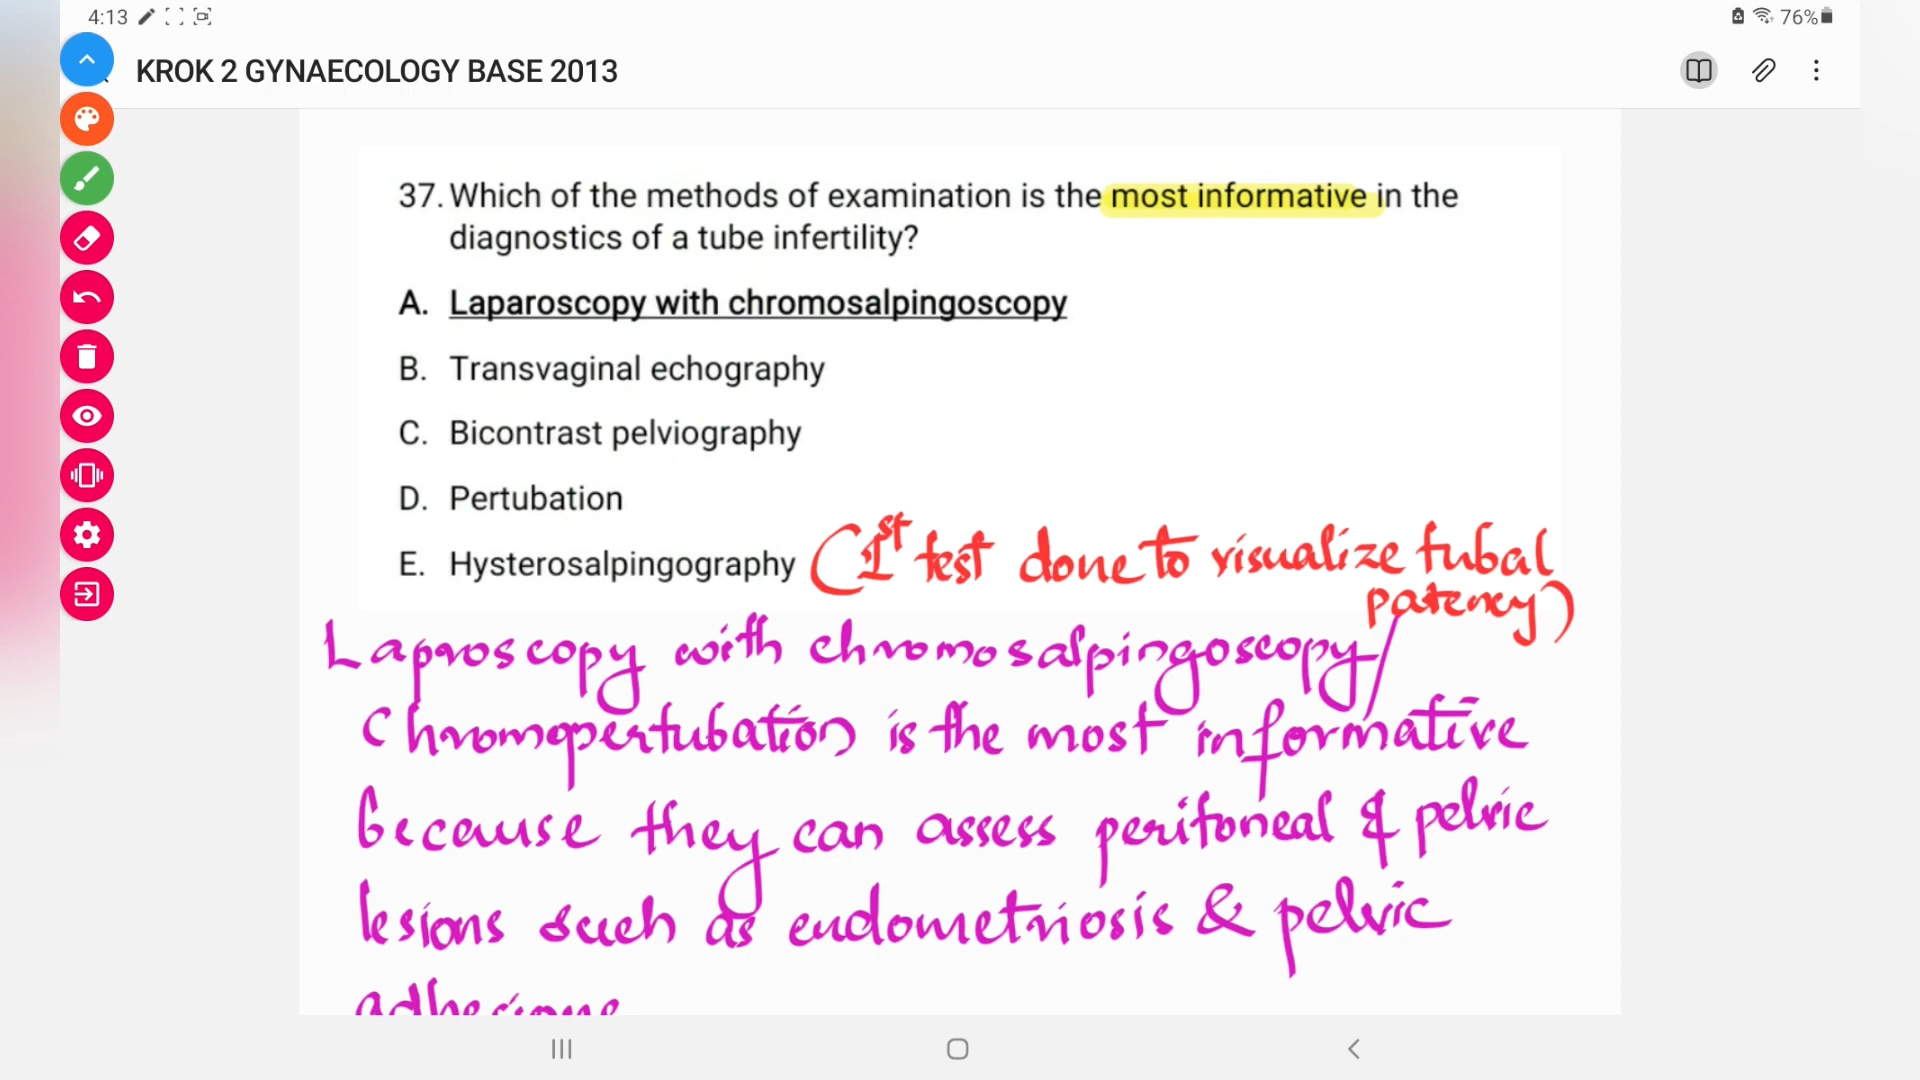 4:13
76%
KROK 2 GYNAECOLOGY BASE 2013
37. Which of the methods of examination is the most informative in the
diagnostics of a tube infertility?
A. Laparoscopy with chromosalpingoscopy
B. Transvaginal echography
C. Bicontrast pelviography
D. Pertubation
E. Hysterosalpingography (1st test done to visualize tubal
patency)
Laproscopy with chromosalpingoscopy/
Chromopertubation is the most informative
because they can assess peritoneal & pelvic
lesions such as endometriosis & pelvic
adhesions